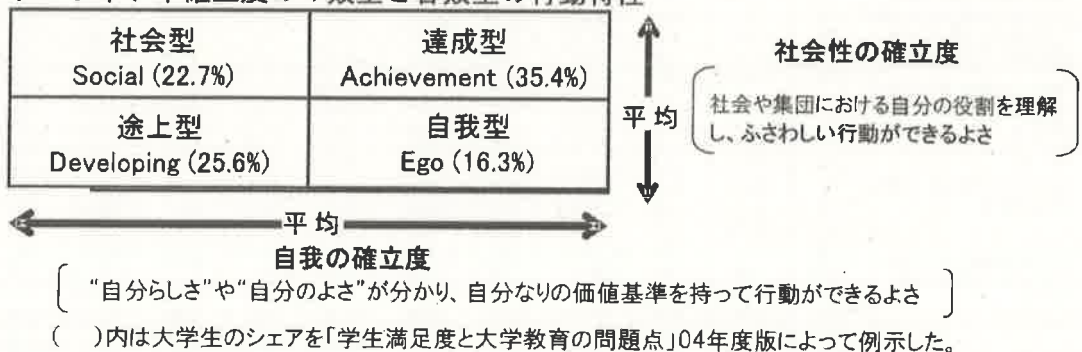 社会型
Social (22.7%)
達成型
Achievement (35.4%)
途上型
Developing (25.6%)
自我型
Ego (16.3%)
平均
社会性の確立度
社会や集団における自分の役割を理解
し、ふさわしい行動ができるよさ
平均
自我の確立度
“自分らしさ”や“自分のよさ”が分かり、自分なりの価値基準を持って行動ができるよさ
(　)内は大学生のシェアを「学生満足度と大学教育の問題点」04年度版によって例示した。